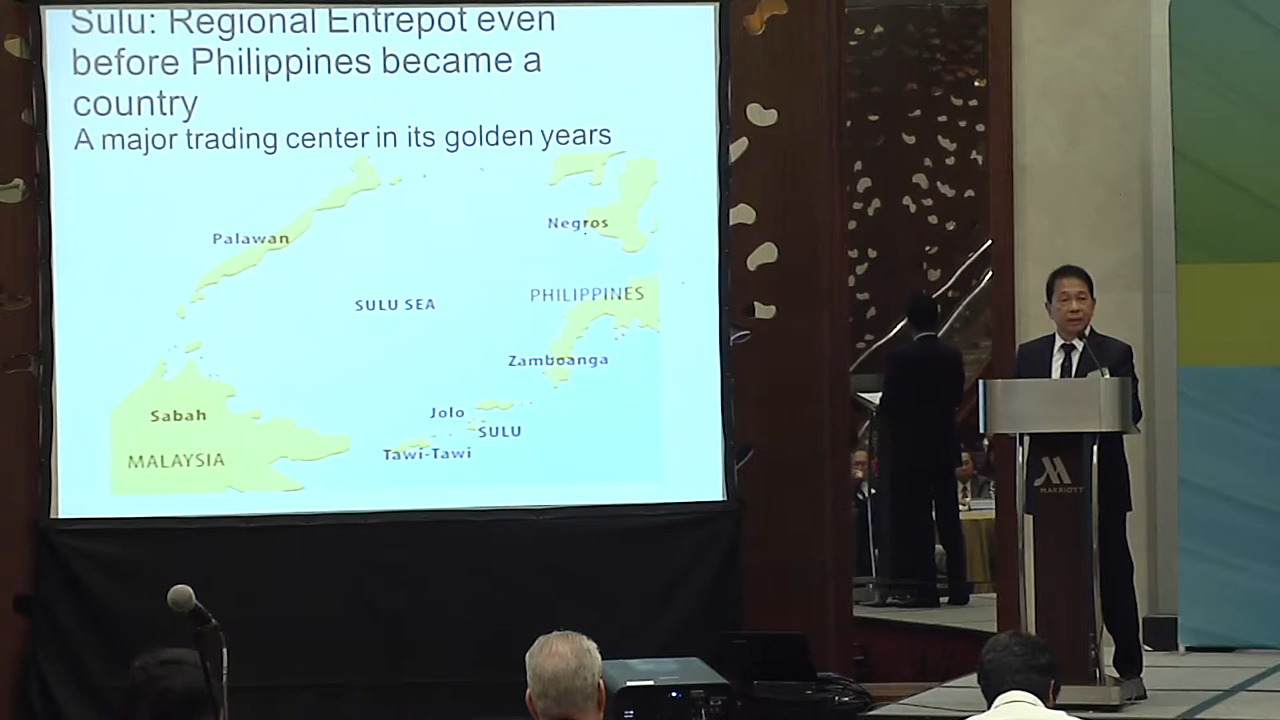 Sulu: Regional Entrepot even
before Philippines became a
country
A major trading center in its golden years
Palawan
Negros
SULU SEA
PHILIPPINES
Zamboanga
Sabah
Jolo
SULU
MALAYSIA
Tawi-Tawi
MARRIOTT